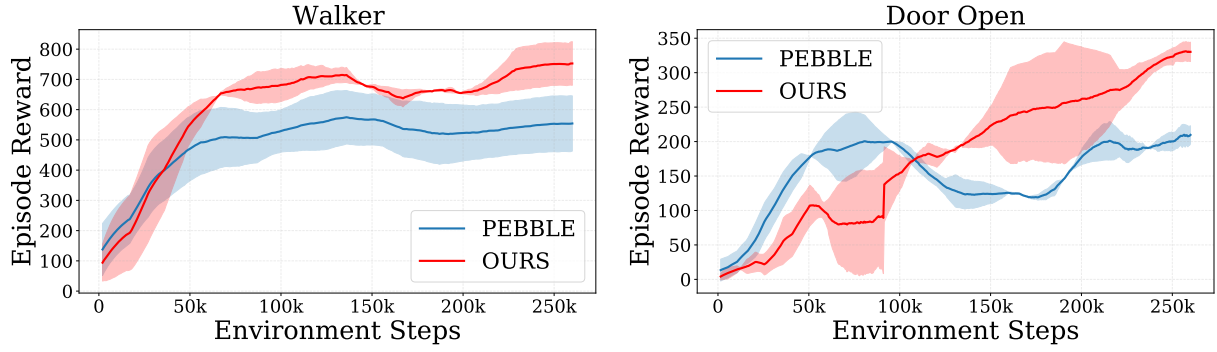 Walker
Episode Reward
800
700
600
500
400
300
200
100
0
PEBBLE
OURS
0 50k 100k 150k 200k 250k
Environment Steps
Door Open
Episode Reward
350
300
250
200
150
100
50
0
PEBBLE
OURS
0 50k 100k 150k 200k 250k
Environment Steps